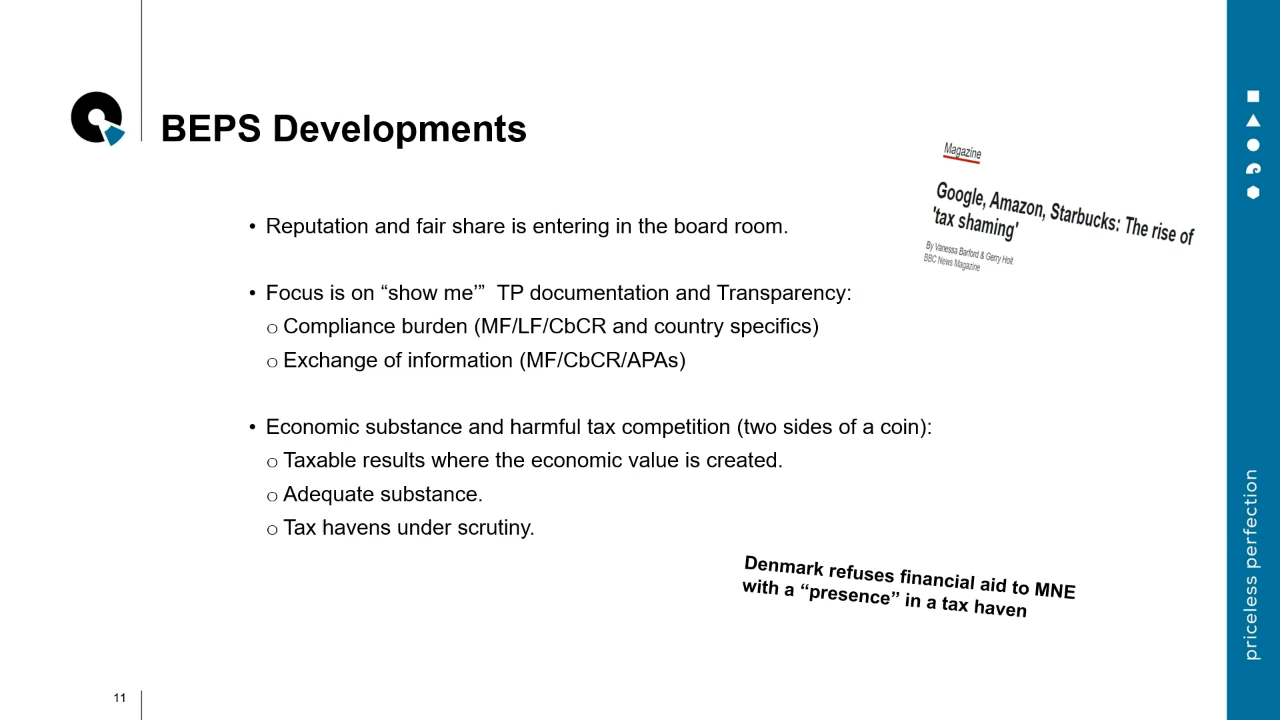 BEPS Developments
Magazine
Google, Amazon, Starbucks: The rise of
'tax shaming'
By Vanessa Barford & Gerry Holt
BBC News Magazine
• Reputation and fair share is entering in the board room.
• Focus is on “show me’”  TP documentation and Transparency:
o Compliance burden (MF/LF/CbCR and country specifics)
o Exchange of information (MF/CbCR/APAs)
• Economic substance and harmful tax competition (two sides of a coin):
o Taxable results where the economic value is created.
o Adequate substance.
o Tax havens under scrutiny.
Denmark refuses financial aid to MNE
with a “presence” in a tax haven
11
priceless perfection